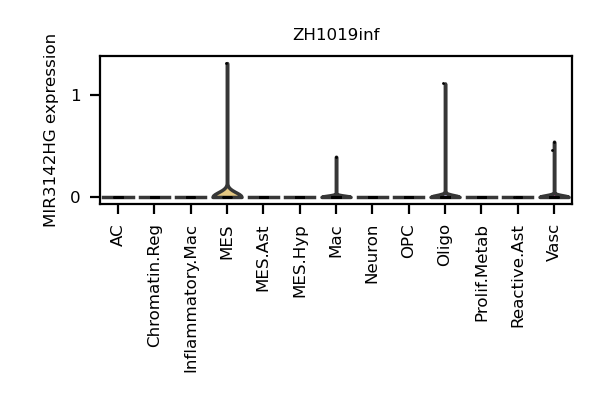 ZH1019inf
MIR3142HG expression
1
0
AC
Chromatin.Reg
Inflammatory.Mac
MES
MES.Ast
MES.Hyp
Mac
Neuron
OPC
Oligo
Prolif.Metab
Reactive.Ast
Vasc